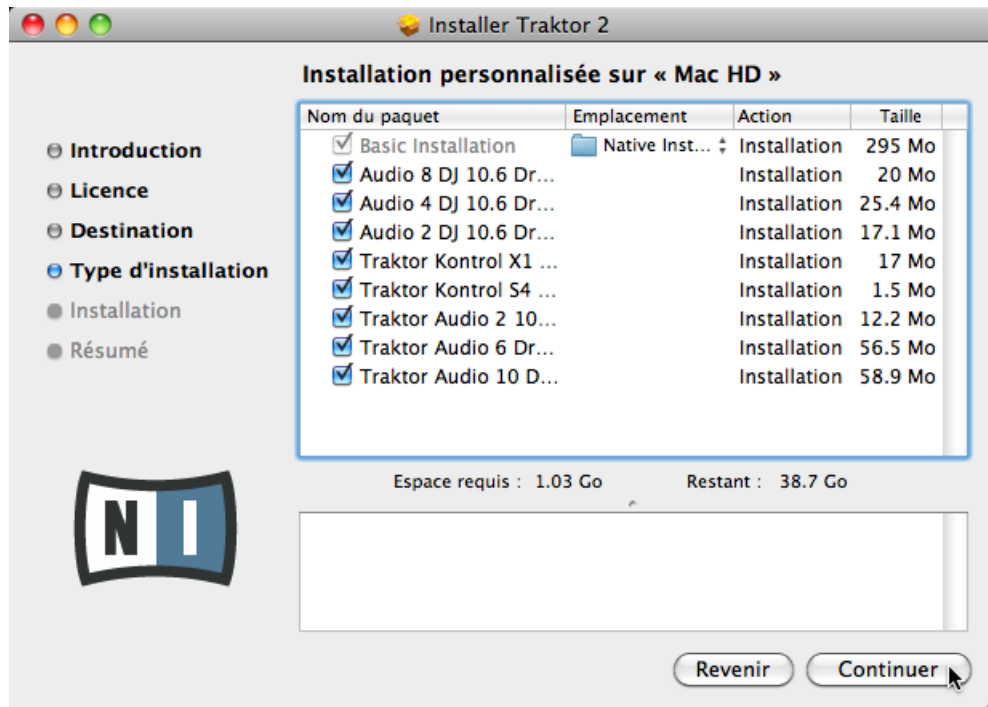 Installer Traktor 2
Installation personnalisée sur « Mac HD »
Introduction
Licence
Destination
Type d'installation
Installation
Résumé
Nom du paquet Emplacement Action Taille
Basic Installation Native Inst... Installation 295 Mo
Audio 8 DJ 10.6 Dr... Installation 20 Mo
Audio 4 DJ 10.6 Dr... Installation 25.4 Mo
Audio 2 DJ 10.6 Dr... Installation 17.1 Mo
Traktor Kontrol X1 ... Installation 17 Mo
Traktor Kontrol S4 ... Installation 1.5 Mo
Traktor Audio 2 10... Installation 12.2 Mo
Traktor Audio 6 Dr... Installation 56.5 Mo
Traktor Audio 10 D... Installation 58.9 Mo
Espace requis : 1.03 Go Restant : 38.7 Go
NI
Revenir Continuer